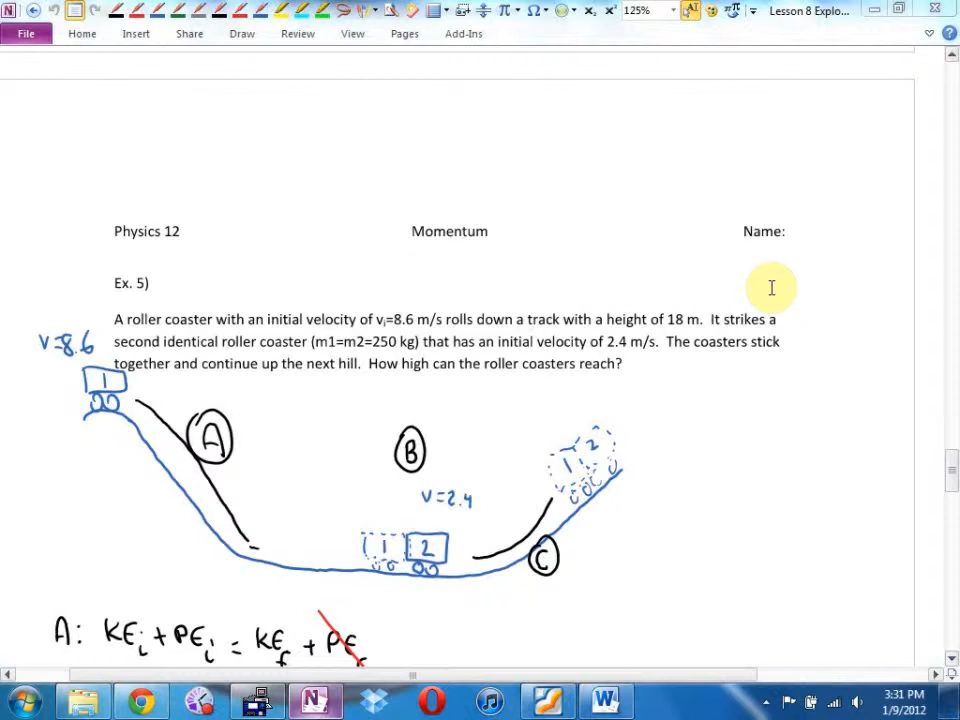 125%
Lesson 8 Explo...
File Home Insert Share Draw Review View Pages Add-Ins
Physics 12 Momentum Name:
Ex. 5)
A roller coaster with an initial velocity of vi=8.6 m/s rolls down a track with a height of 18 m. It strikes a
second identical roller coaster (m1=m2=250 kg) that has an initial velocity of 2.4 m/s. The coasters stick
together and continue up the next hill. How high can the roller coasters reach?
v=8.6
1
A
B
1 2
v=2.4
1 2
C
A: KEi + PEi = KEf + PEf
3:31 PM
1/9/2012